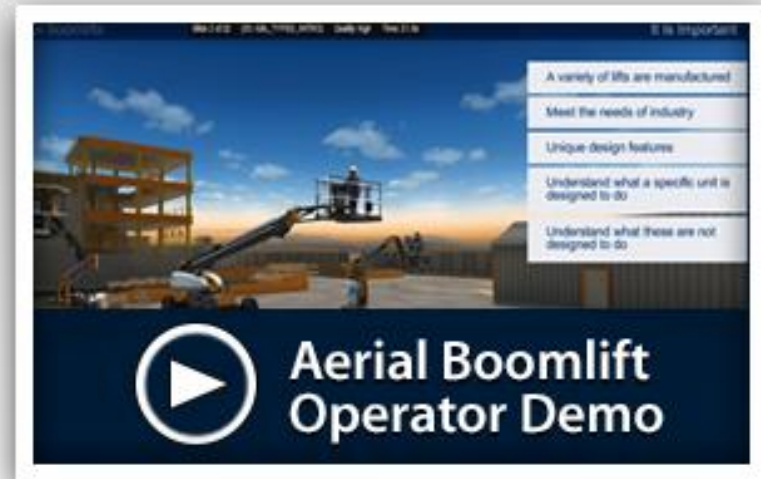 It is Important
A variety of lifts are manufactured
Meet the needs of industry
Unique design features
Understand what a specific unit is
designed to do
Understand what these are not
designed to do
Aerial Boomlift
Operator Demo